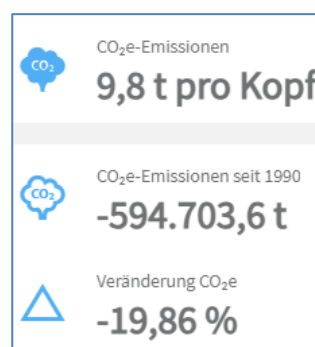 CO₂e-Emissionen
CO₂
9,8 t pro Kopf
CO₂e-Emissionen seit 1990
CO₂
-594.703,6 t
Veränderung CO₂e
-19,86 %